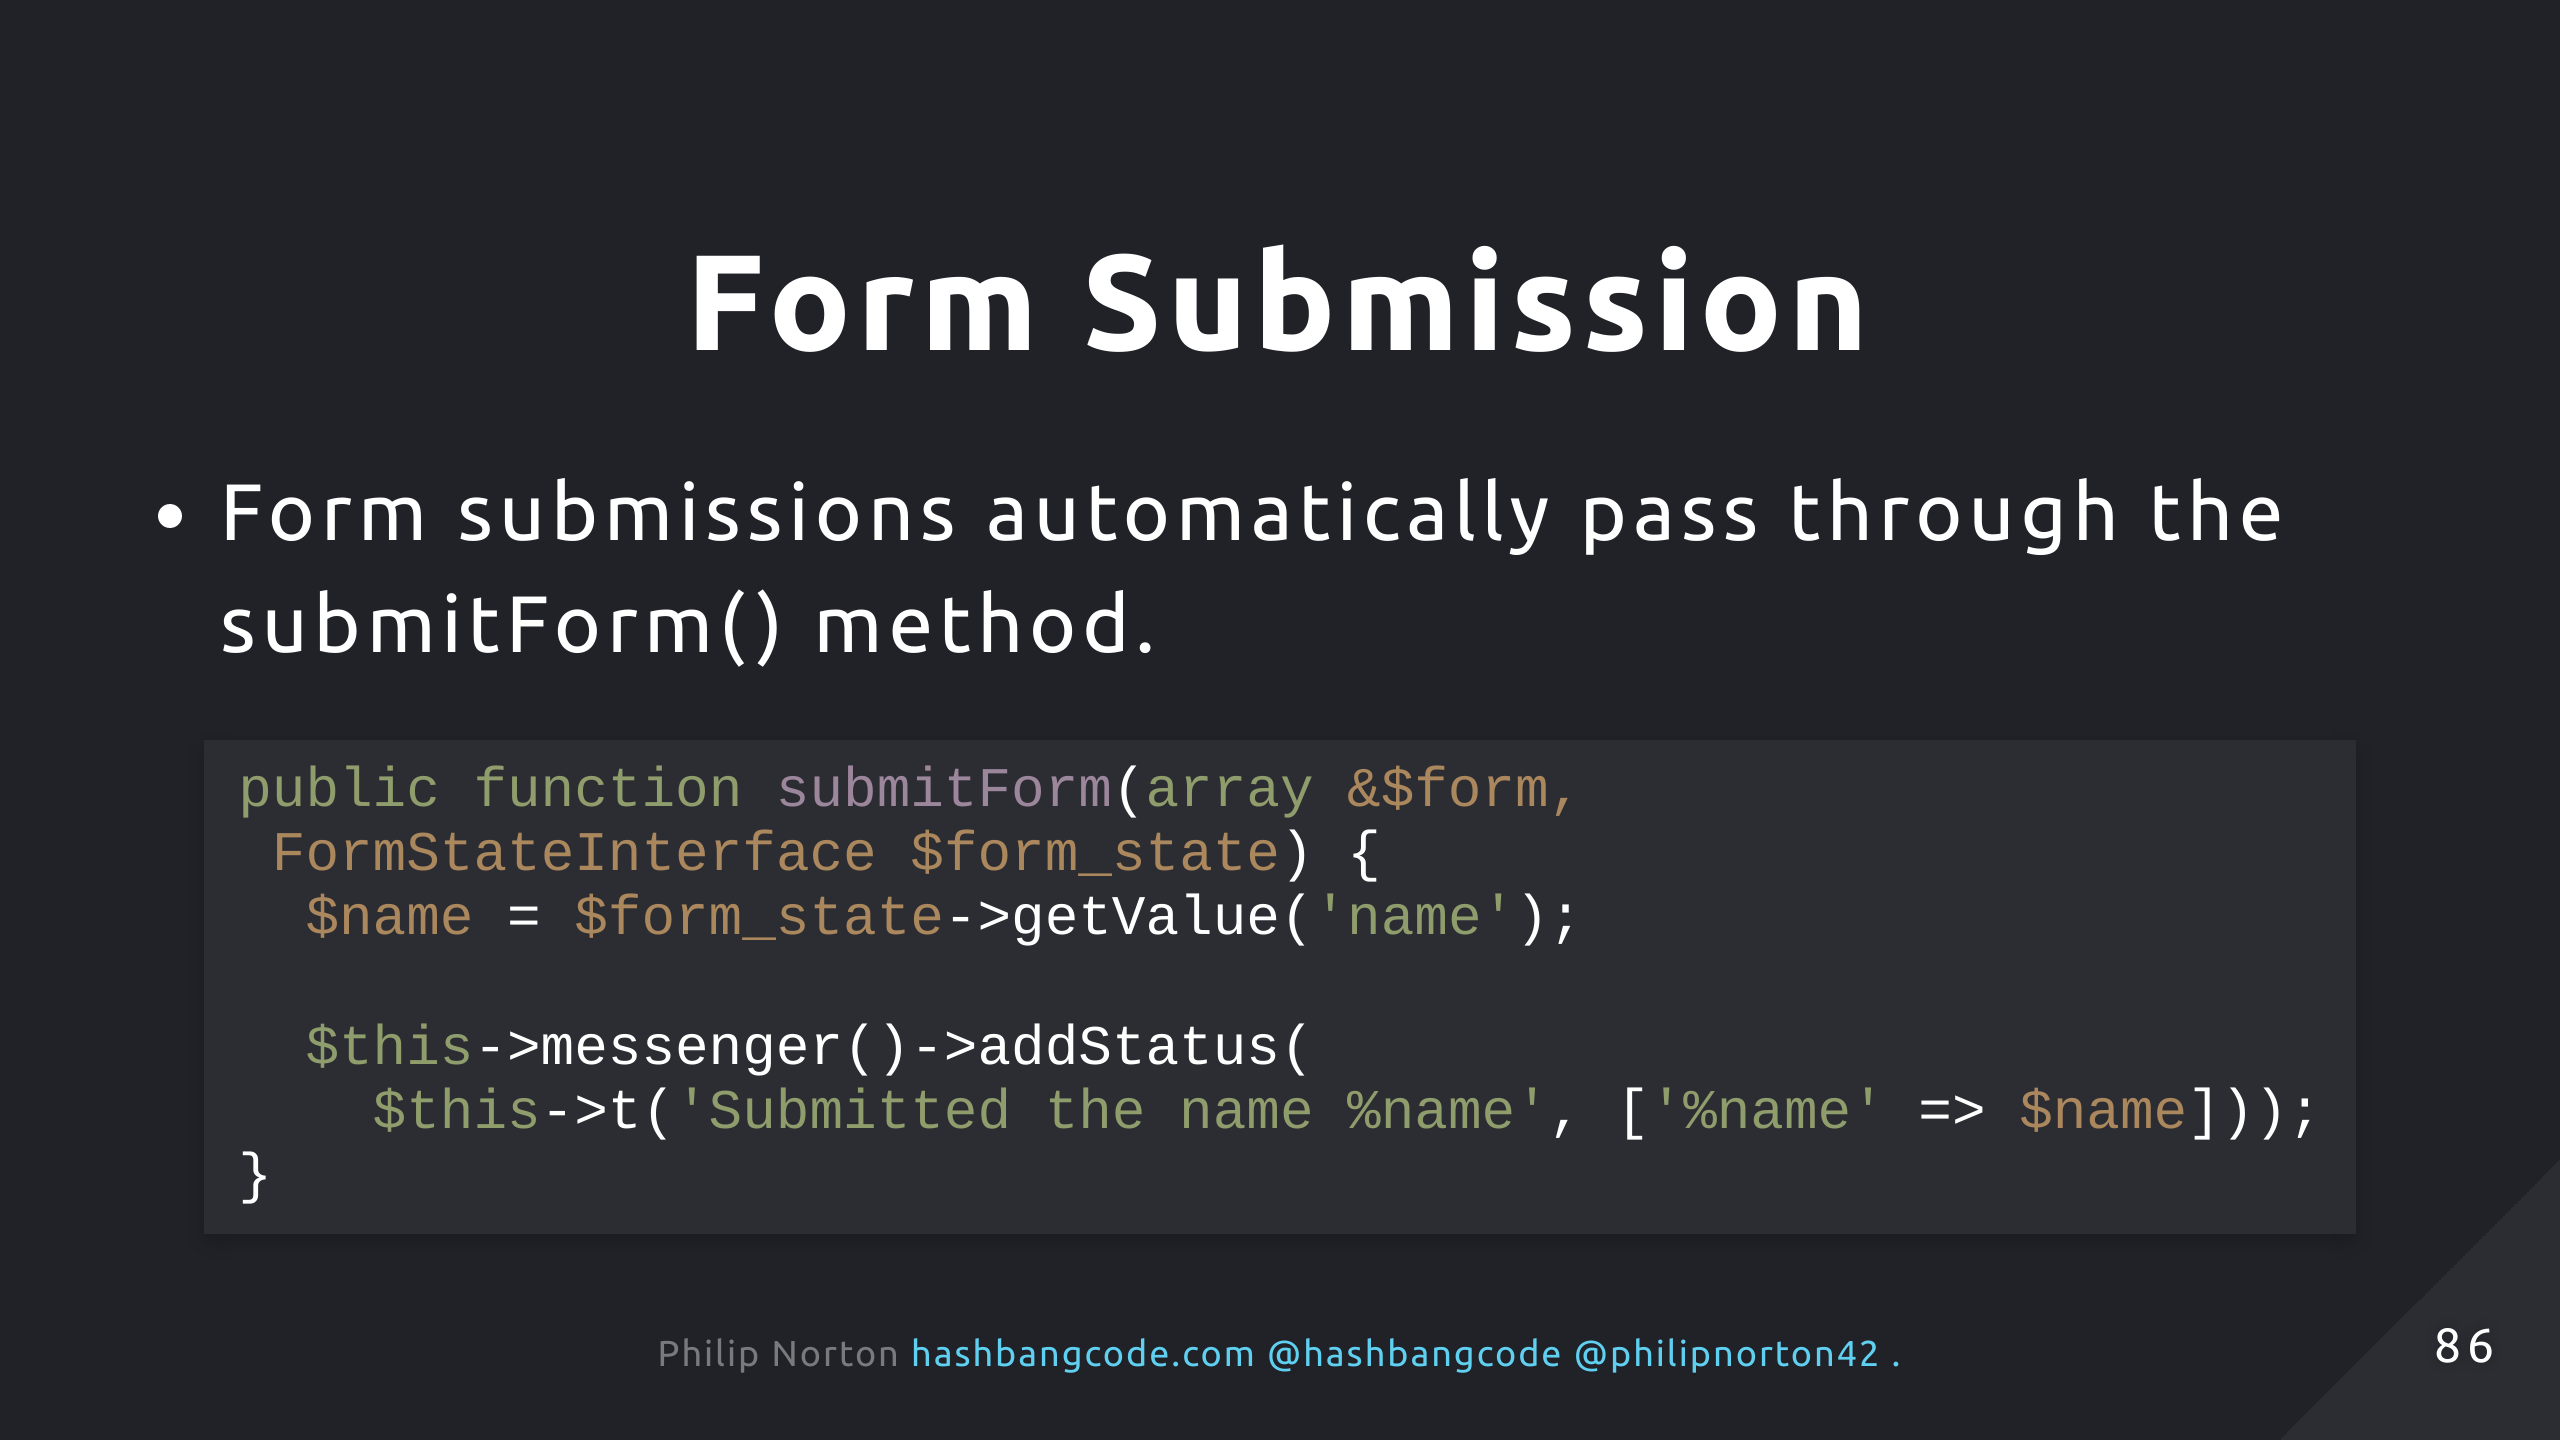 Form Submission
• Form submissions automatically pass through the
submitForm() method.
public function submitForm(array &$form,
 FormStateInterface $form_state) {
  $name = $form_state->getValue('name');

  $this->messenger()->addStatus(
    $this->t('Submitted the name %name', ['%name' => $name]));
}
Philip Norton hashbangcode.com @hashbangcode @philipnorton42 .
86